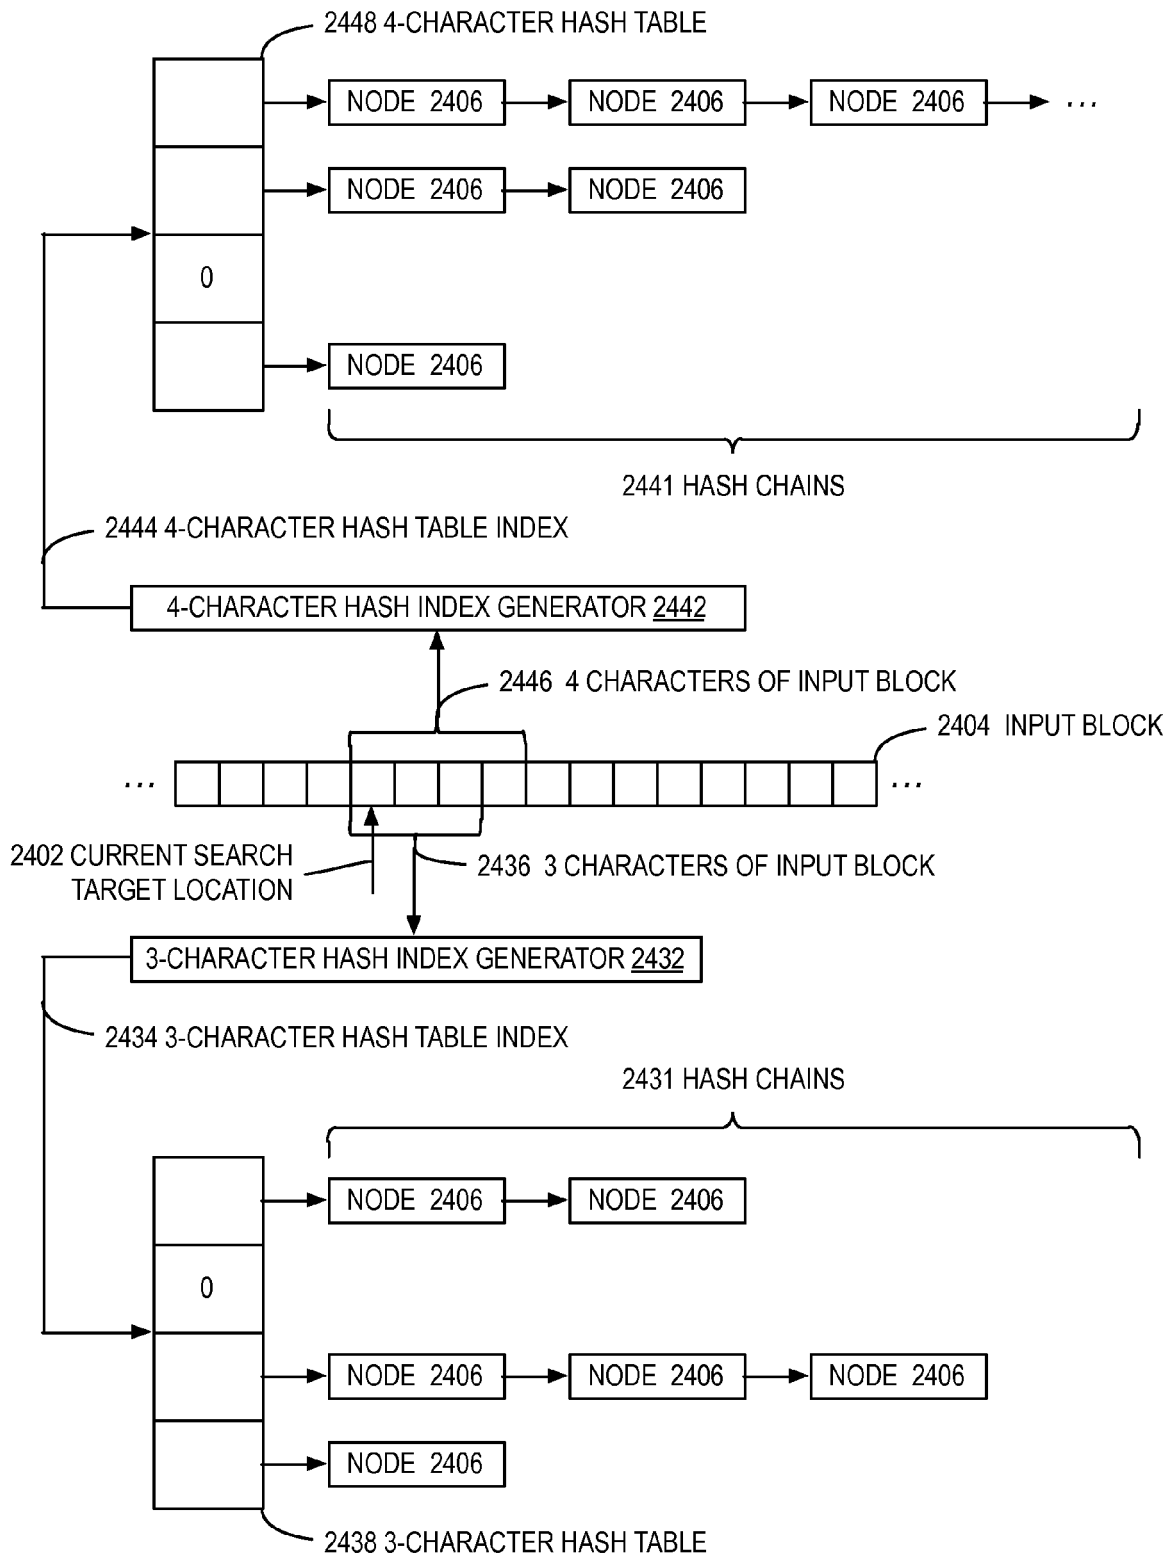 2448 4-CHARACTER HASH TABLE
NODE 2406 NODE 2406 NODE 2406 ...
NODE 2406 NODE 2406
0
NODE 2406
2441 HASH CHAINS
2444 4-CHARACTER HASH TABLE INDEX
4-CHARACTER HASH INDEX GENERATOR 2442
2446 4 CHARACTERS OF INPUT BLOCK
2404 INPUT BLOCK
... ...
2402 CURRENT SEARCH
TARGET LOCATION
2436 3 CHARACTERS OF INPUT BLOCK
3-CHARACTER HASH INDEX GENERATOR 2432
2434 3-CHARACTER HASH TABLE INDEX
2431 HASH CHAINS
NODE 2406 NODE 2406
0
NODE 2406 NODE 2406 NODE 2406
NODE 2406
2438 3-CHARACTER HASH TABLE